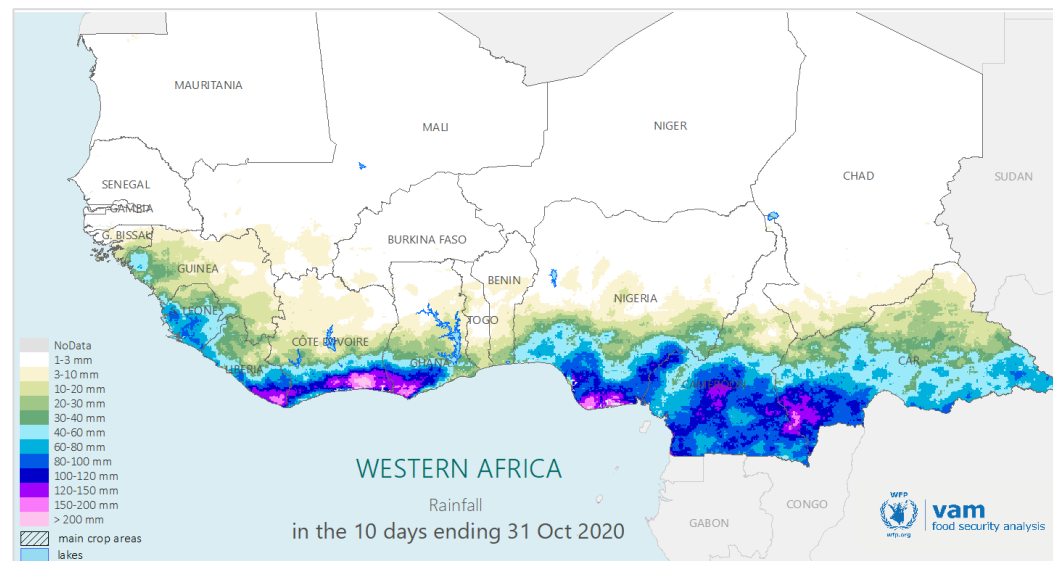 MAURITANIA
MALI
NIGER
CHAD
SUDAN
SENEGAL
GAMBIA
G. BISSAU
BURKINA FASO
GUINEA
BENIN
NIGERIA
LEONE
TOGO
CÔTE D'IVOIRE
GHANA
CAR
LIBERIA
CAMEROON
NoData
1-3 mm
3-10 mm
10-20 mm
20-30 mm
30-40 mm
40-60 mm
60-80 mm
80-100 mm
100-120 mm
120-150 mm
150-200 mm
> 200 mm
main crop areas
lakes
WESTERN AFRICA
Rainfall
in the 10 days ending 31 Oct 2020
GABON
CONGO
WFP
wfp.org
vam
food security analysis